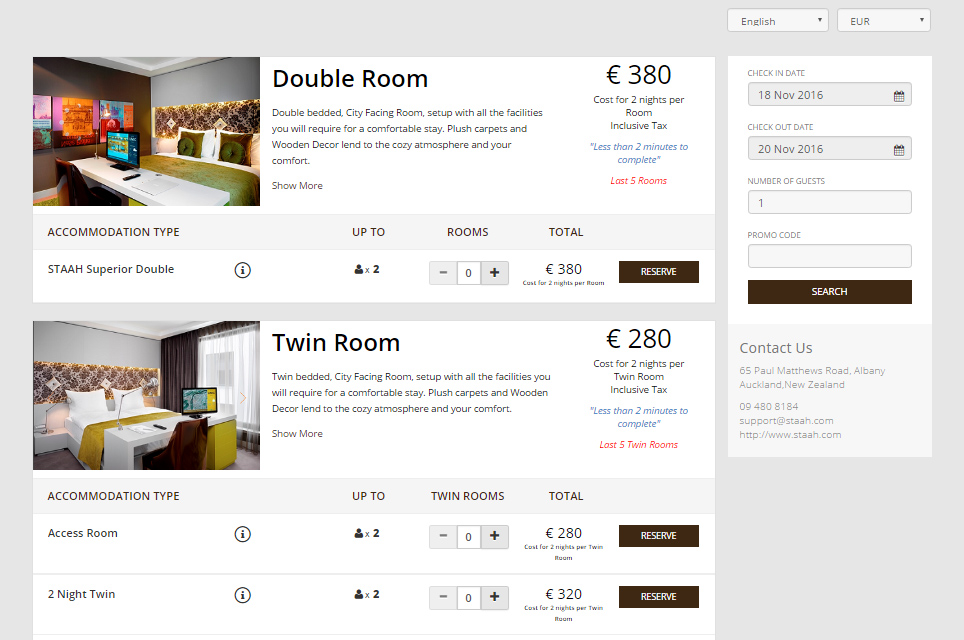 English
EUR
Double Room
Double bedded, City Facing Room, setup with all the facilities
you will require for a comfortable stay. Plush carpets and
Wooden Decor lend to the cozy atmosphere and your
comfort.
Show More
€ 380
Cost for 2 nights per
Room
Inclusive Tax
"Less than 2 minutes to
complete"
Last 5 Rooms
ACCOMMODATION TYPE UP TO ROOMS TOTAL
STAAH Superior Double x 2 − 0 + € 380 RESERVE
Cost for 2 nights per Room
Twin Room
Twin bedded, City Facing Room, setup with all the facilities you
will require for a comfortable stay. Plush carpets and Wooden
Decor lend to the cozy atmosphere and your comfort.
Show More
€ 280
Cost for 2 nights per
Twin Room
Inclusive Tax
"Less than 2 minutes to
complete"
Last 5 Twin Rooms
ACCOMMODATION TYPE UP TO TWIN ROOMS TOTAL
Access Room x 2 − 0 + € 280 RESERVE
Cost for 2 nights per Twin
Room
2 Night Twin x 2 − 0 + € 320 RESERVE
Cost for 2 nights per Twin
Room
CHECK IN DATE
18 Nov 2016
CHECK OUT DATE
20 Nov 2016
NUMBER OF GUESTS
1
PROMO CODE
SEARCH
Contact Us
65 Paul Matthews Road, Albany
Auckland,New Zealand
09 480 8184
support@staah.com
http://www.staah.com